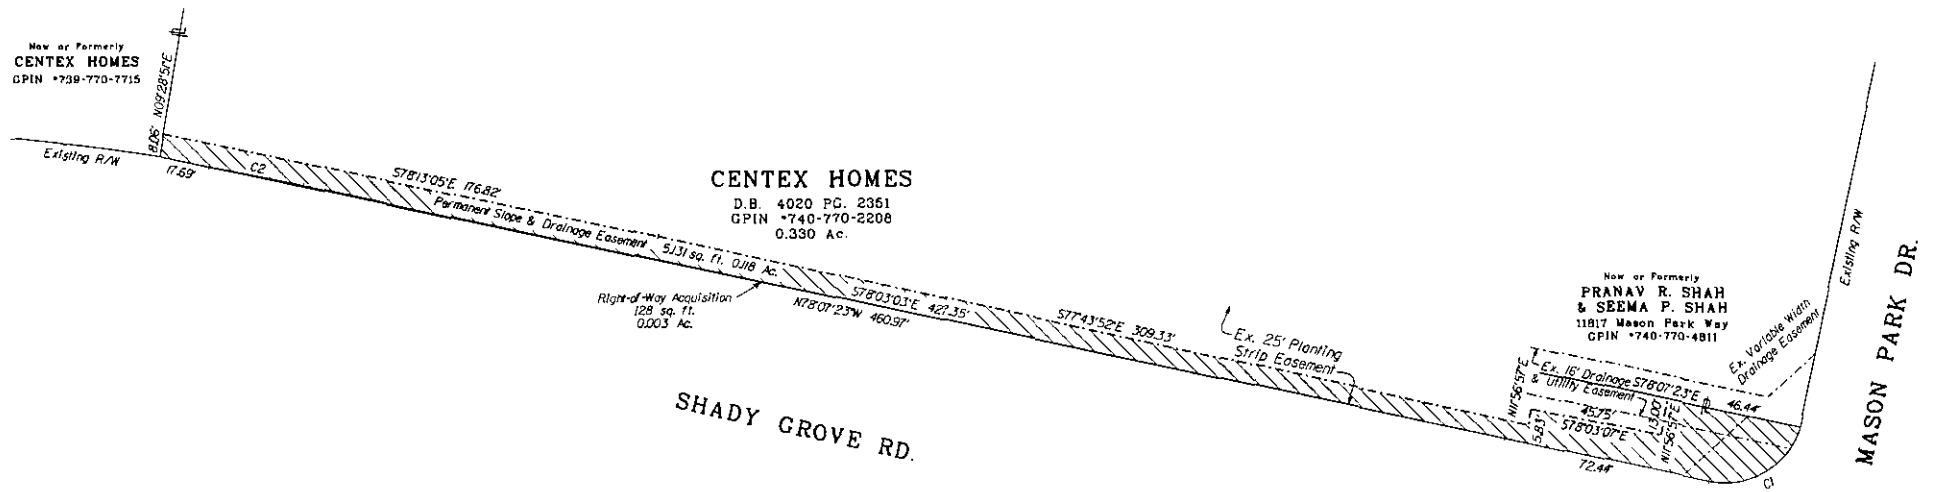 Now or Formerly
CENTEX HOMES
GPIN *739-770-7715
N09°28'51"E
8.06'
Existing R/W
17.69'
C2
S78°13'05"E 176.82'
Permanent Slope & Drainage Easement 5,131 sq. ft. 0.118 Ac.
CENTEX HOMES
D.B. 4020 PG. 2351
GPIN *740-770-2208
0.330 Ac.
Right-of-Way Acquisition
128 sq. ft.
0.003 Ac.
S78°03'03"E 427.35'
N78°07'23"W 460.97'
S77°43'52"E 309.33'
Ex. 25' Planting
Strip Easement
SHADY GROVE RD.
Now or Formerly
PRANAV R. SHAH
& SEEMA P. SHAH
11817 Mason Park Way
GPIN *740-770-4811
Ex. Variable Width
Drainage Easement
Existing R/W
MASON PARK DR.
N11°56'57"E
Ex. 16' Drainage
& Utility Easement
S78°07'23"E
46.44'
13.00'
N11°56'57"E
45.75'
S78°03'07"E
5.83'
72.44'
C1